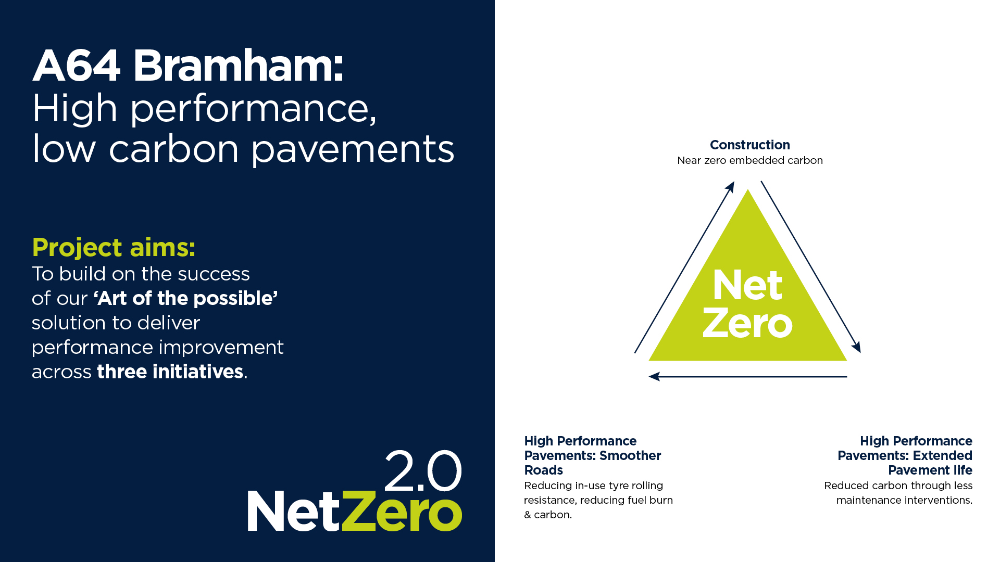 A64 Bramham:
High performance,
low carbon pavements
Project aims:
To build on the success
of our ‘Art of the possible’
solution to deliver
performance improvement
across three initiatives.
2.0
NetZero
Construction
Near zero embedded carbon
Net
Zero
High Performance
Pavements: Smoother
Roads
Reducing in-use tyre rolling
resistance, reducing fuel burn
& carbon.
High Performance
Pavements: Extended
Pavement life
Reduced carbon through less
maintenance interventions.